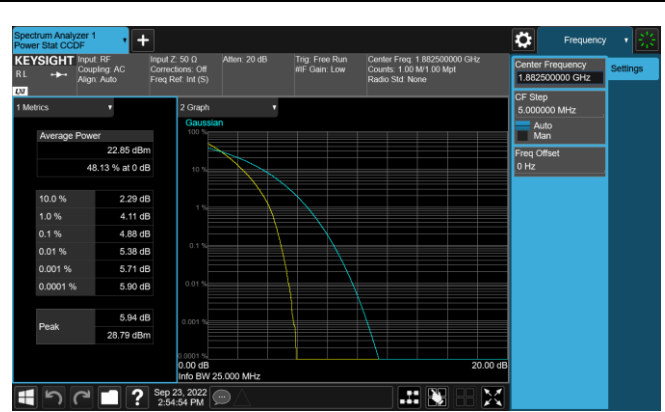 Spectrum Analyzer 1
Power Stat CCDF
+
Frequency
KEYSIGHT
RL
LXI
Input: RF
Coupling: AC
Align: Auto
Input Z: 50 Ω
Corrections: Off
Freq Ref: Int (S)
Atten: 20 dB
Trig: Free Run
#IF Gain: Low
Center Freq: 1.882500000 GHz
Counts: 1.00 M/1.00 Mpt
Radio Std: None
Center Frequency
1.882500000 GHz
Settings
CF Step
5.000000 MHz
Auto
Man
Freq Offset
0 Hz
1 Metrics
Average Power
22.85 dBm
48.13 % at 0 dB
10.0 % 2.29 dB
1.0 % 4.11 dB
0.1 % 4.88 dB
0.01 % 5.38 dB
0.001 % 5.71 dB
0.0001 % 5.90 dB
Peak
5.94 dB
28.79 dBm
2 Graph
Gaussian
100 %
10 %
1 %
0.1 %
0.01 %
0.001 %
0.0001 %
0.00 dB 20.00 dB
Info BW 25.000 MHz
?
Sep 23, 2022
2:54:54 PM